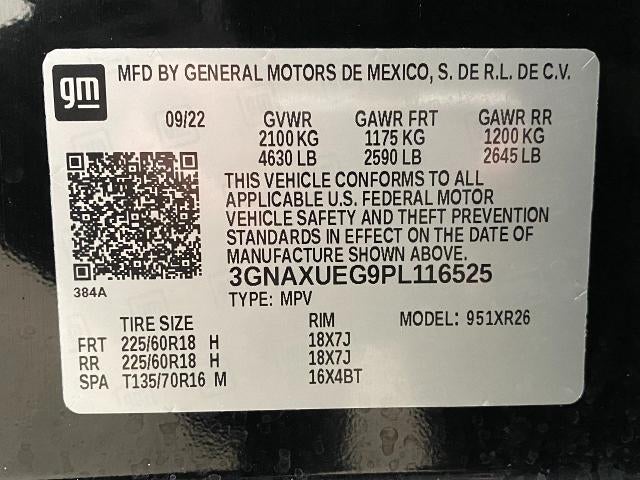 gm
MFD BY GENERAL MOTORS DE MEXICO, S. DE R.L. DE C.V.
09/22 GVWR GAWR FRT GAWR RR
2100 KG 1175 KG 1200 KG
4630 LB 2590 LB 2645 LB
THIS VEHICLE CONFORMS TO ALL
APPLICABLE U.S. FEDERAL MOTOR
VEHICLE SAFETY AND THEFT PREVENTION
STANDARDS IN EFFECT ON THE DATE OF
MANUFACTURE SHOWN ABOVE.
3GNAXUEG9PL116525
384A
TYPE: MPV
TIRE SIZE RIM MODEL: 951XR26
FRT 225/60R18 H 18X7J
RR 225/60R18 H 18X7J
SPA T135/70R16 M 16X4BT